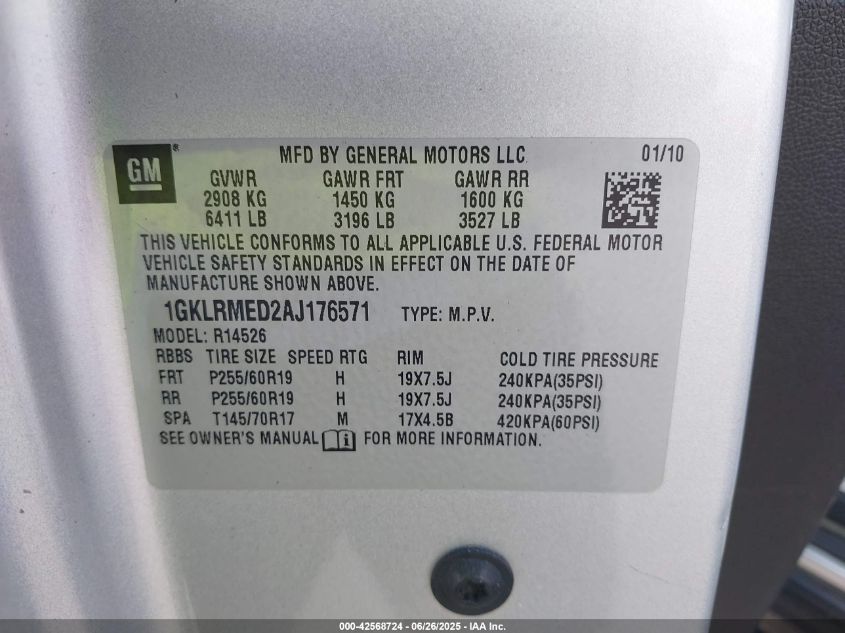 GM ® MFD BY GENERAL MOTORS LLC 01/10
GVWR GAWR FRT GAWR RR
2908 KG 1450 KG 1600 KG
6411 LB 3196 LB 3527 LB
THIS VEHICLE CONFORMS TO ALL APPLICABLE U.S. FEDERAL MOTOR
VEHICLE SAFETY STANDARDS IN EFFECT ON THE DATE OF
MANUFACTURE SHOWN ABOVE.
1GKLRMED2AJ176571 TYPE: M.P.V.
MODEL: R14526
RBBS TIRE SIZE SPEED RTG RIM COLD TIRE PRESSURE
FRT P255/60R19 H 19X7.5J 240KPA(35PSI)
RR P255/60R19 H 19X7.5J 240KPA(35PSI)
SPA T145/70R17 M 17X4.5B 420KPA(60PSI)
SEE OWNER'S MANUAL i FOR MORE INFORMATION.
000-42568724 - 06/26/2025 - IAA Inc.